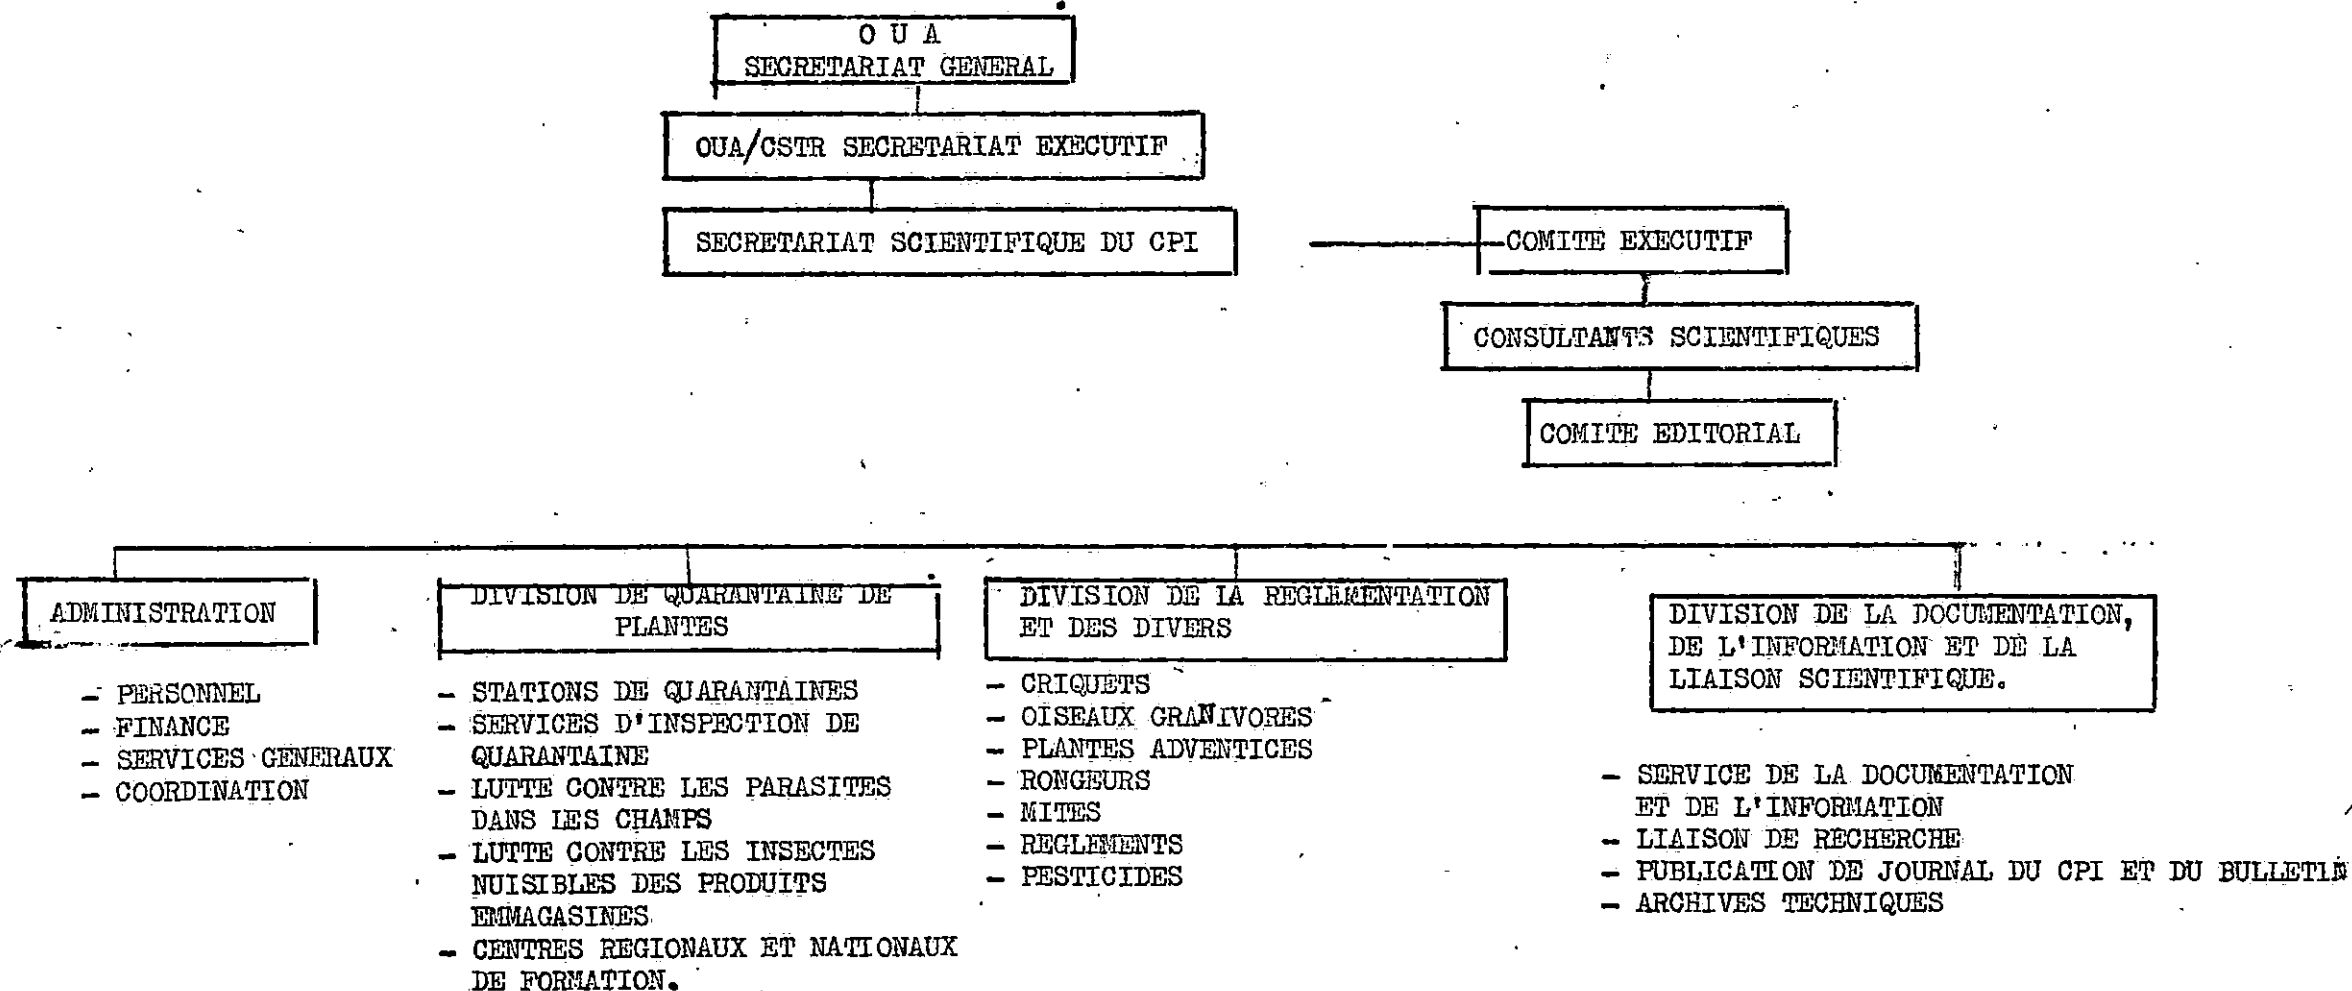 O U A
SECRETARIAT GENERAL
OUA/CSTR SECRETARIAT EXECUTIF
SECRETARIAT SCIENTIFIQUE DU CPI
COMITE EXECUTIF
CONSULTANTS SCIENTIFIQUES
COMITE EDITORIAL
ADMINISTRATION
- PERSONNEL
- FINANCE
- SERVICES GENERAUX
- COORDINATION
DIVISION DE QUARANTAINE DE
PLANTES
- STATIONS DE QUARANTAINES
- SERVICES D'INSPECTION DE
QUARANTAINE
- LUTTE CONTRE LES PARASITES
DANS LES CHAMPS
- LUTTE CONTRE LES INSECTES
NUISIBLES DES PRODUITS
EMMAGASINES
- CENTRES REGIONAUX ET NATIONAUX
DE FORMATION.
DIVISION DE LA REGLEMENTATION
ET DES DIVERS
- CRIQUETS
- OISEAUX GRANIVORES
- PLANTES ADVENTICES
- RONGEURS
- MITES
- REGLEMENTS
- PESTICIDES
DIVISION DE LA DOCUMENTATION,
DE L'INFORMATION ET DE LA
LIAISON SCIENTIFIQUE.
- SERVICE DE LA DOCUMENTATION
ET DE L'INFORMATION
- LIAISON DE RECHERCHE
- PUBLICATION DE JOURNAL DU CPI ET DU BULLETIN
- ARCHIVES TECHNIQUES